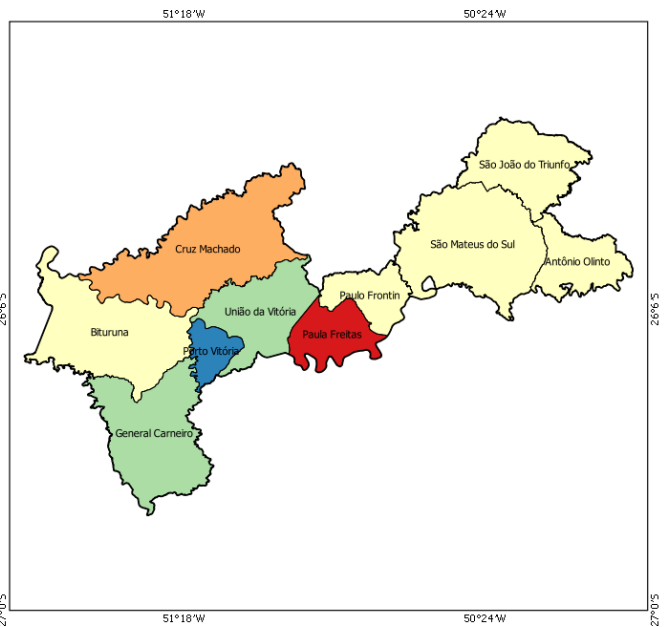 51°18'W 50°24'W
São João do Triunfo
São Mateus do Sul
Cruz Machado
Antônio Olinto
Paulo Frontin
26°6'S 26°6'S
União da Vitória
Bituruna
Paula Freitas
Porto Vitória
General Carneiro
27°0'S 27°0'S
51°18'W 50°24'W